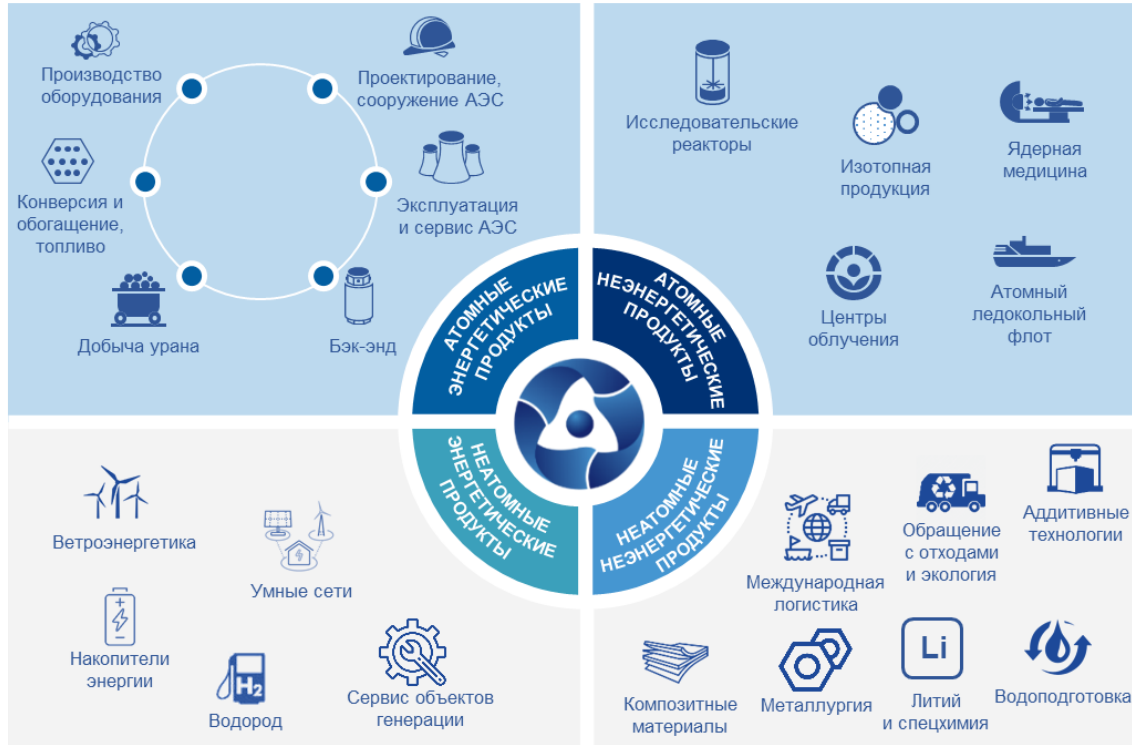 Производство
оборудования
Проектирование,
сооружение АЭС
Конверсия и
обогащение,
топливо
Эксплуатация
и сервис АЭС
Добыча урана
Бэк-энд
АТОМНЫЕ
ЭНЕРГЕТИЧЕСКИЕ
ПРОДУКТЫ
Исследовательские
реакторы
Изотопная
продукция
Ядерная
медицина
Центры
облучения
Атомный
ледокольный
флот
АТОМНЫЕ
НЕЭНЕРГЕТИЧЕСКИЕ
ПРОДУКТЫ
Ветроэнергетика
Умные сети
Накопители
энергии
H2
Водород
Сервис объектов
генерации
НЕАТОМНЫЕ
ЭНЕРГЕТИЧЕСКИЕ
ПРОДУКТЫ
НЕАТОМНЫЕ
НЕЭНЕРГЕТИЧЕСКИЕ
ПРОДУКТЫ
Международная
логистика
Обращение
с отходами
и экология
Аддитивные
технологии
Композитные
материалы
Металлургия
Li
Литий
и спецхимия
Водоподготовка